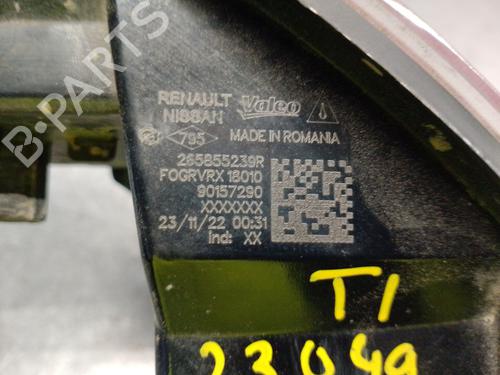 RENAULT
NISSAN
Valeo
795
MADE IN ROMANIA
265855239R
FOGRVRX 18010
90157290
XXXXXXX
23/11/22 00:31
ind: XX
T1
23049
B-PARTS